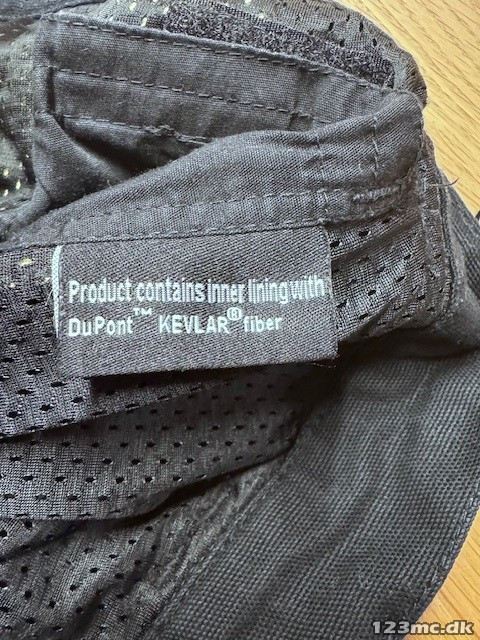 Product contains inner lining with
DuPont™ KEVLAR® fiber
123mc.dk